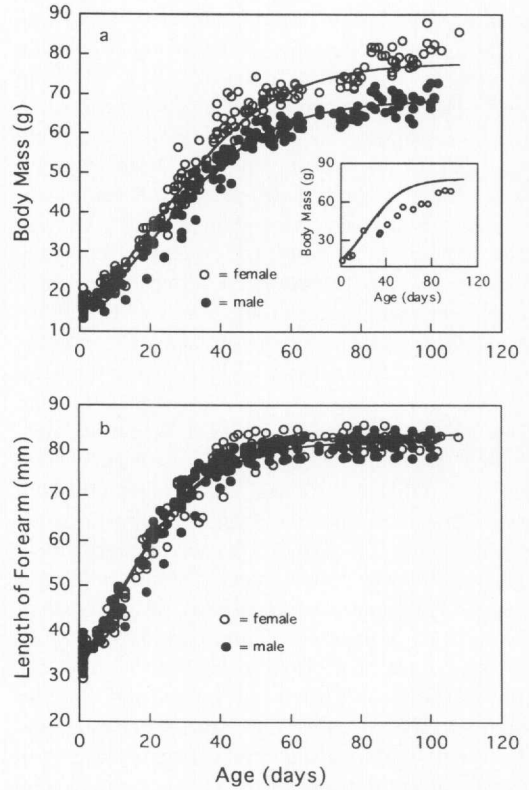 a
Body Mass (g)
90
80
70
60
50
40
30
20
10
0 20 40 60 80 100 120
○ = female
● = male
Body Mass (g)
90
60
30
0 40 80 120
Age (days)
b
Length of Forearm (mm)
90
80
70
60
50
40
30
20
○ = female
● = male
0 20 40 60 80 100 120
Age (days)